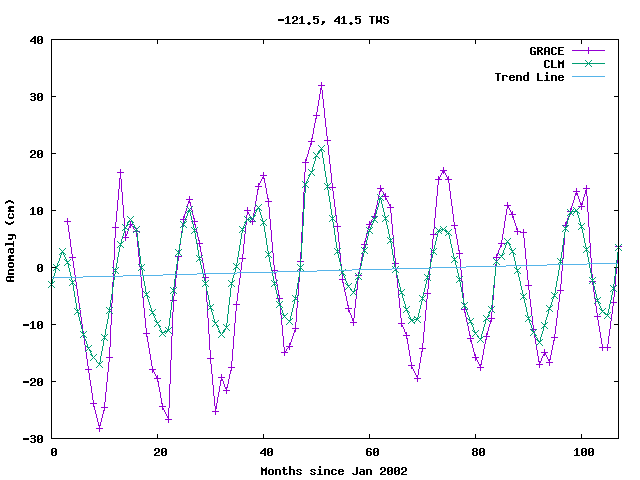 -121.5, 41.5 TWS
GRACE
CLM
Trend Line
40
30
20
10
0
-10
-20
-30
Anomaly (cm)
0 20 40 60 80 100
Months since Jan 2002